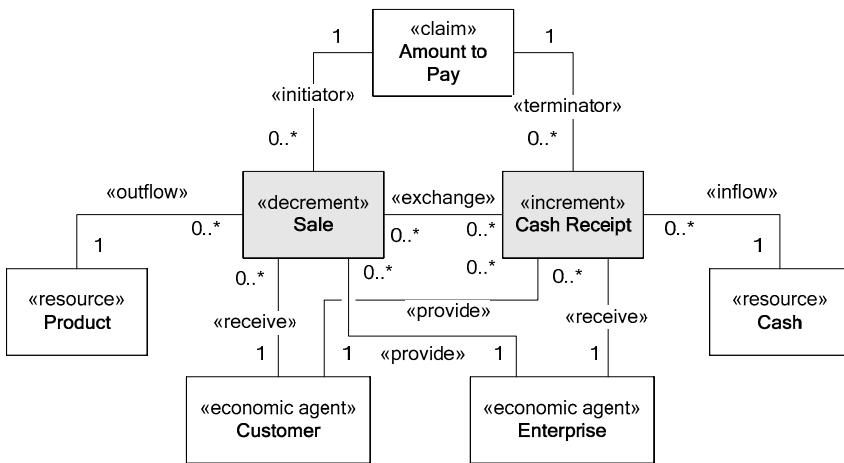 1
«claim»
1
Amount to
Pay
«initiator»
«terminator»
0..*
0..*
«outflow»
«decrement»
«exchange»
«increment»
«inflow»
Sale
Cash Receipt
0..*
0..*
0..*
0..*
1
1
0..*
0..*
0..*
0..*
«resource»
Product
«resource»
Cash
«receive»
«provide»
«receive»
1
1
«provide»
1
1
«economic agent»
Customer
«economic agent»
Enterprise